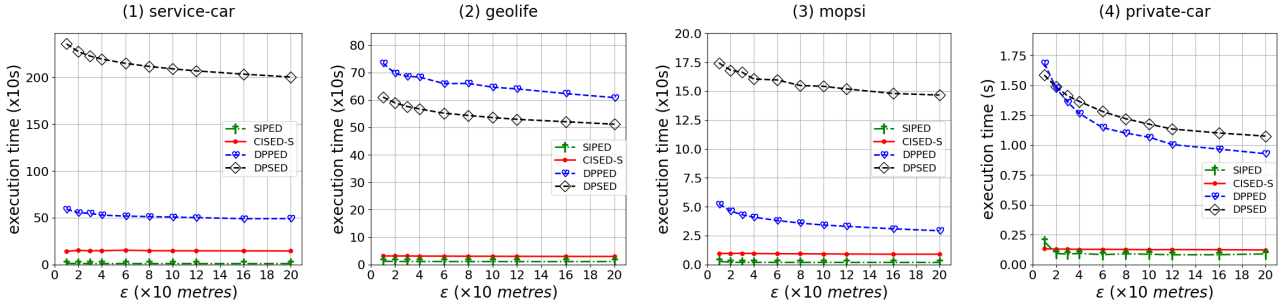 (1) service-car
execution time (x10s)
200
150
100
50
0
SIPED
CISED-S
DPPED
DPSED
0 2 4 6 8 10 12 14 16 18 20
ε (×10 metres)
(2) geolife
execution time (x10s)
80
70
60
50
40
30
20
10
0
SIPED
CISED-S
DPPED
DPSED
0 2 4 6 8 10 12 14 16 18 20
ε (×10 metres)
(3) mopsi
execution time (x10s)
20.0
17.5
15.0
12.5
10.0
7.5
5.0
2.5
0.0
SIPED
CISED-S
DPPED
DPSED
0 2 4 6 8 10 12 14 16 18 20
ε (×10 metres)
(4) private-car
execution time (s)
1.75
1.50
1.25
1.00
0.75
0.50
0.25
0.00
SIPED
CISED-S
DPPED
DPSED
0 2 4 6 8 10 12 14 16 18 20
ε (×10 metres)